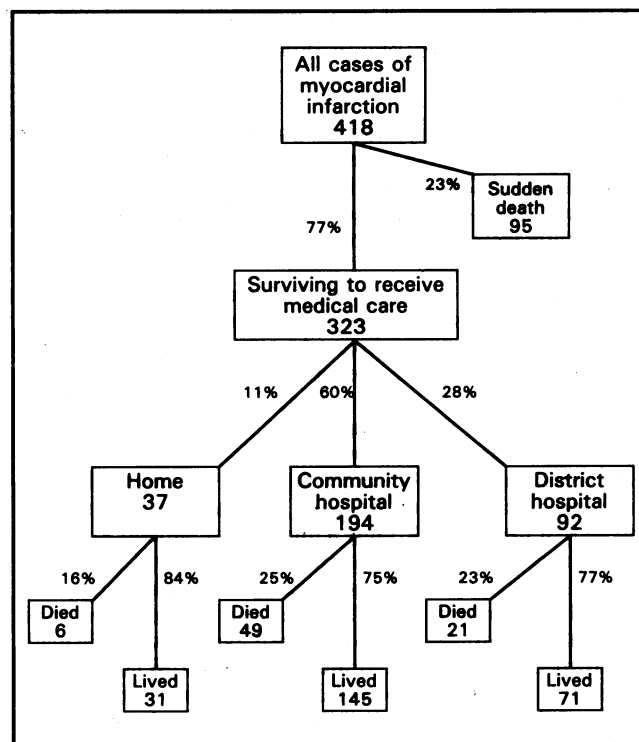 All cases of
myocardial
infarction
418
23%
Sudden
death
95
77%
Surviving to receive
medical care
323
11%
60%
28%
Home
37
Community
hospital
194
District
hospital
92
16%
84%
25%
75%
23%
77%
Died
6
Died
49
Died
21
Lived
31
Lived
145
Lived
71